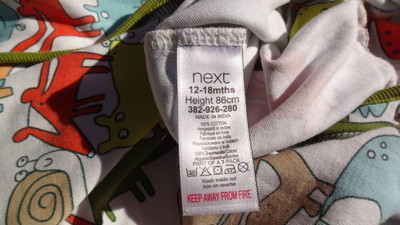 next
12-18mths
Height 86cm
382-926-280
MADE IN INDIA
100% COTTON
PART OF A 3 PACK
Wash inside out
iron on reverse
KEEP AWAY FROM FIRE